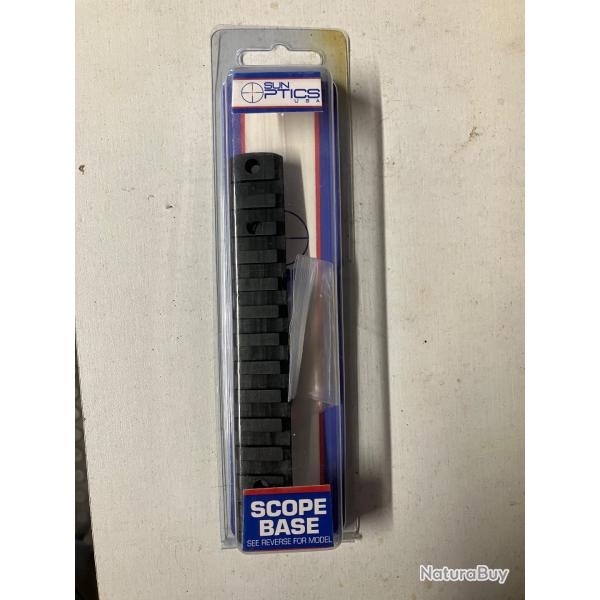 SUN
OPTICS
USA
SCOPE
BASE
SEE REVERSE FOR MODEL
NaturaBuy